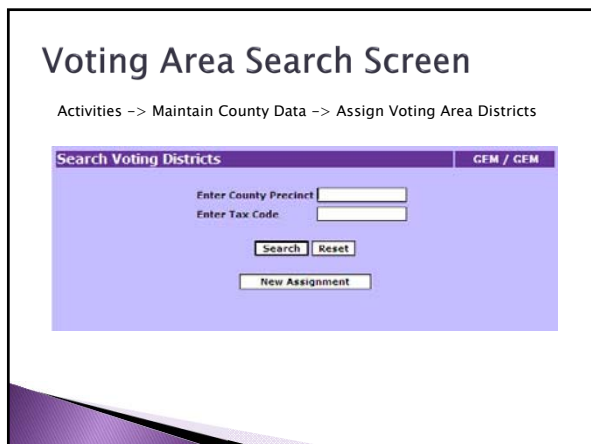 Voting Area Search Screen
Activities -> Maintain County Data -> Assign Voting Area Districts
Search Voting Districts GEM / GEM
Enter County Precinct
Enter Tax Code
Search Reset
New Assignment